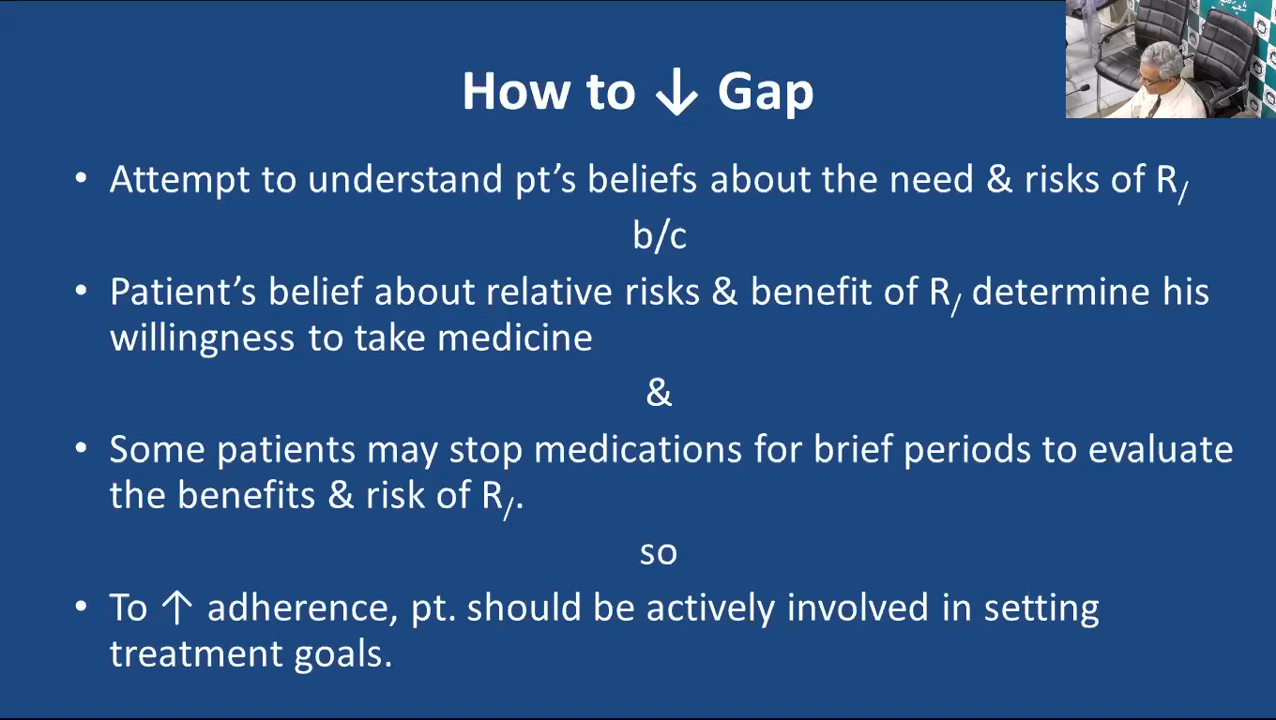 How to ↓ Gap
• Attempt to understand pt’s beliefs about the need & risks of R/
b/c
• Patient’s belief about relative risks & benefit of R/ determine his
willingness to take medicine
&
• Some patients may stop medications for brief periods to evaluate
the benefits & risk of R/.
so
• To ↑ adherence, pt. should be actively involved in setting
treatment goals.